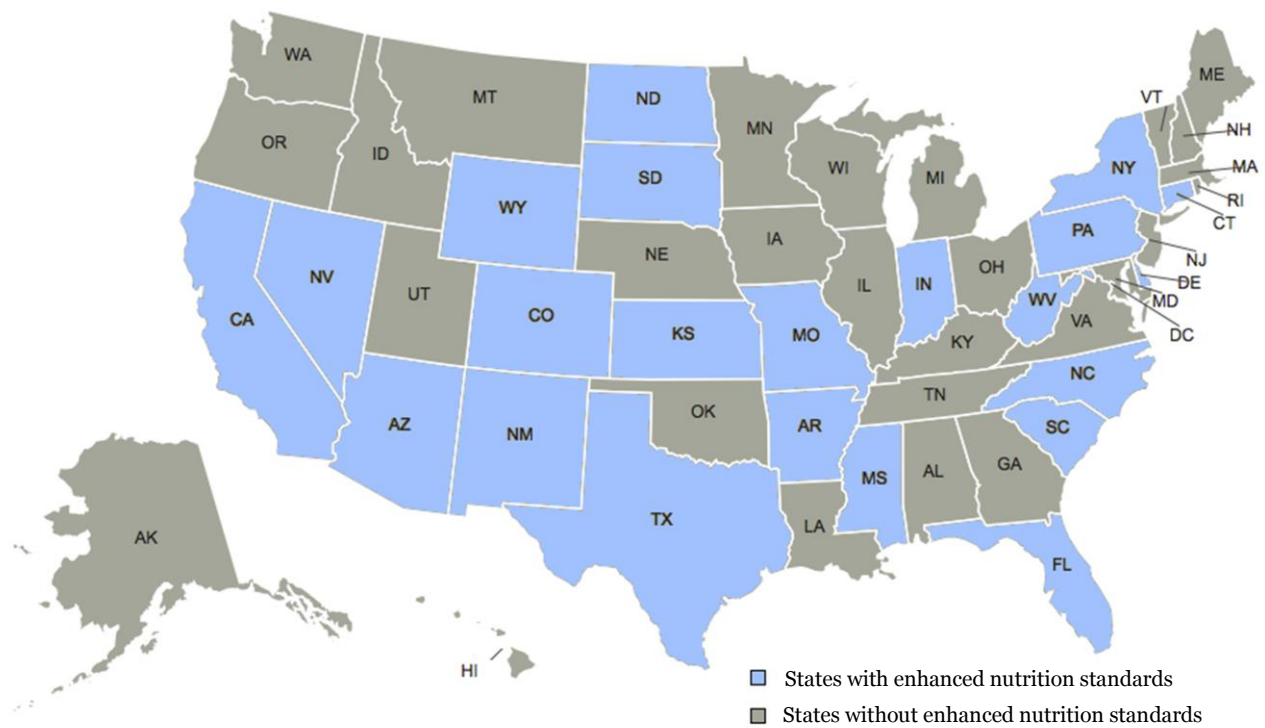 WA
MT
ND
MN
ME
VT
NH
OR
ID
SD
WI
MI
NY
MA
RI
CT
WY
IA
PA
NE
NV
UT
IL
IN
OH
NJ
DE
MD
DC
CA
CO
KS
MO
WV
VA
KY
NC
TN
AZ
NM
OK
AR
SC
MS
AL
GA
TX
LA
AK
FL
HI
States with enhanced nutrition standards
States without enhanced nutrition standards